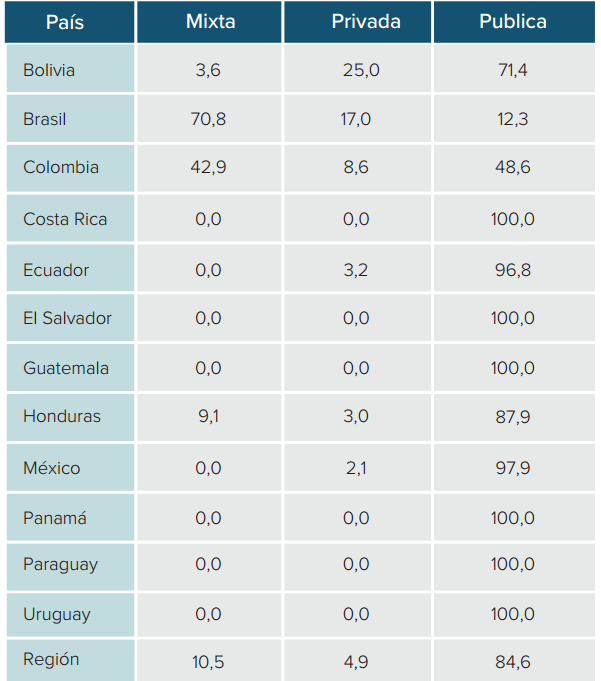 País Mixta Privada Publica
Bolivia 3,6 25,0 71,4
Brasil 70,8 17,0 12,3
Colombia 42,9 8,6 48,6
Costa Rica 0,0 0,0 100,0
Ecuador 0,0 3,2 96,8
El Salvador 0,0 0,0 100,0
Guatemala 0,0 0,0 100,0
Honduras 9,1 3,0 87,9
México 0,0 2,1 97,9
Panamá 0,0 0,0 100,0
Paraguay 0,0 0,0 100,0
Uruguay 0,0 0,0 100,0
Región 10,5 4,9 84,6